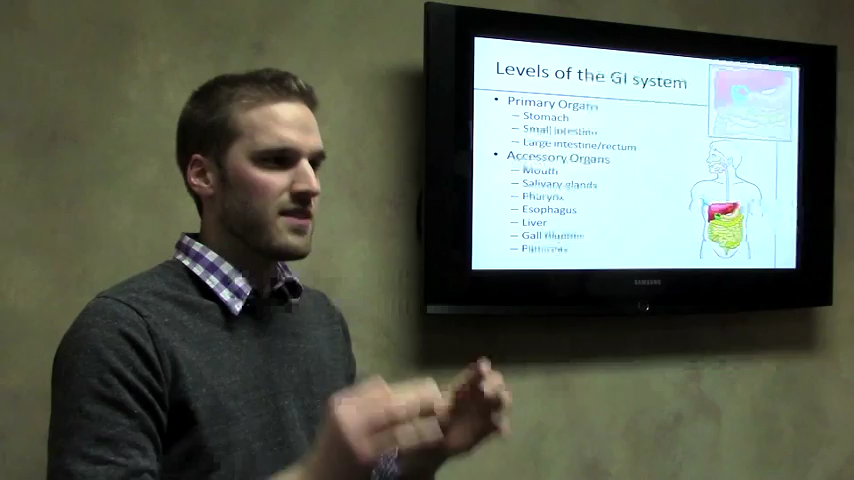 Levels of the GI system
• Primary Organs
– Stomach
– Small intestine
– Large intestine/rectum
• Accessory Organs
– Mouth
– Salivary glands
– Pharynx
– Esophagus
– Liver
– Gall
SAMSUNG